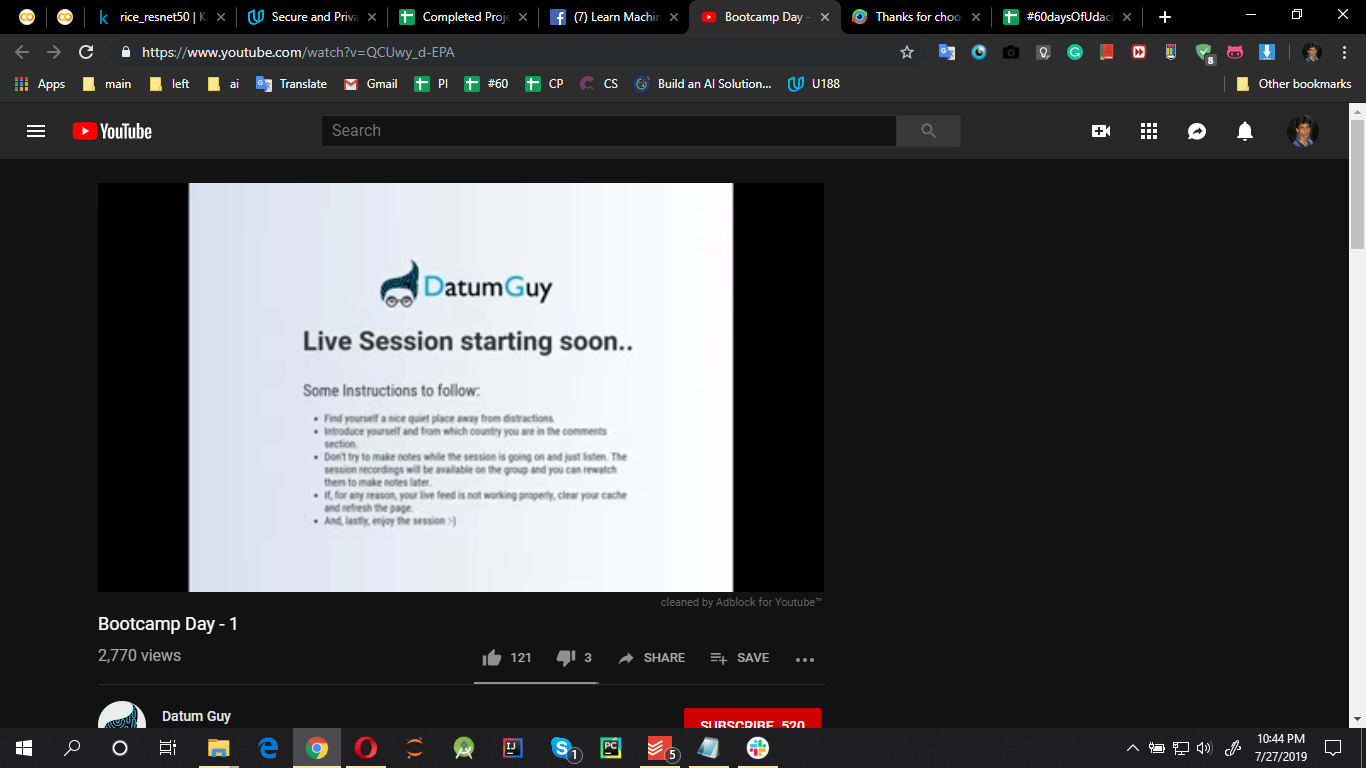 rice_resnet50 | K
Secure and Priva
Completed Proje
(7) Learn Machin
Bootcamp Day -
Thanks for choo
#60daysOfUdaci
https://www.youtube.com/watch?v=QCUwy_d-EPA
8
Apps
main
left
ai
Translate
Gmail
PI
#60
CP
CS
Build an AI Solution...
U188
Other bookmarks
YouTube
Search
DatumGuy
Live Session starting soon..
Some Instructions to follow:
• Find yourself a nice quiet place away from distractions.
• Introduce yourself and from which country you are in the comments
section.
• Don't try to make notes while the session is going on and just listen. The
session recordings will be available on the group and you can rewatch
them to make notes later.
• If, for any reason, your live feed is not working properly, clear your cache
and refresh the page.
• And, lastly, enjoy the session :-)
cleaned by Adblock for Youtube™
Bootcamp Day - 1
2,770 views
121
3
SHARE
SAVE
Datum Guy
SUBSCRIBE 520
IJ
1
PC
5
10:44 PM
7/27/2019